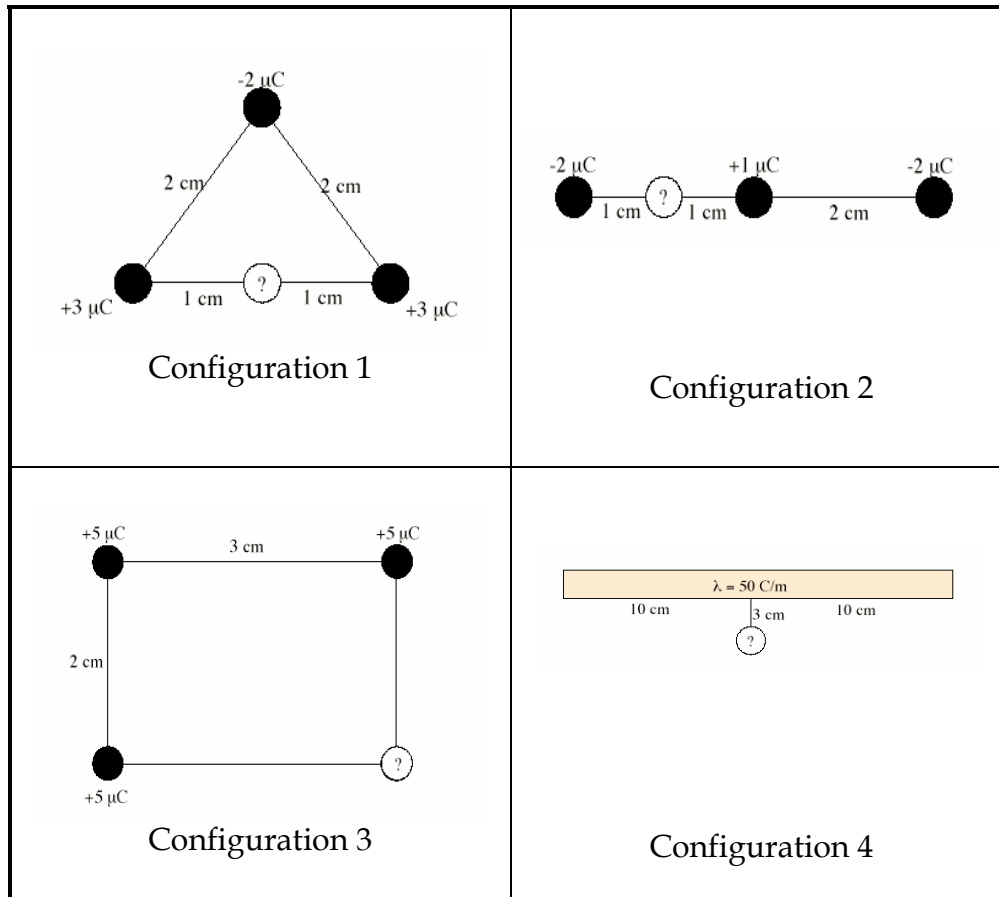 -2 μC
2 cm 2 cm
? 
1 cm 1 cm
+3 μC +3 μC
Configuration 1
-2 μC +1 μC -2 μC
?
1 cm 1 cm 2 cm
Configuration 2
+5 μC +5 μC
3 cm
2 cm
?
+5 μC
Configuration 3
λ = 50 C/m
10 cm 3 cm 10 cm
?
Configuration 4